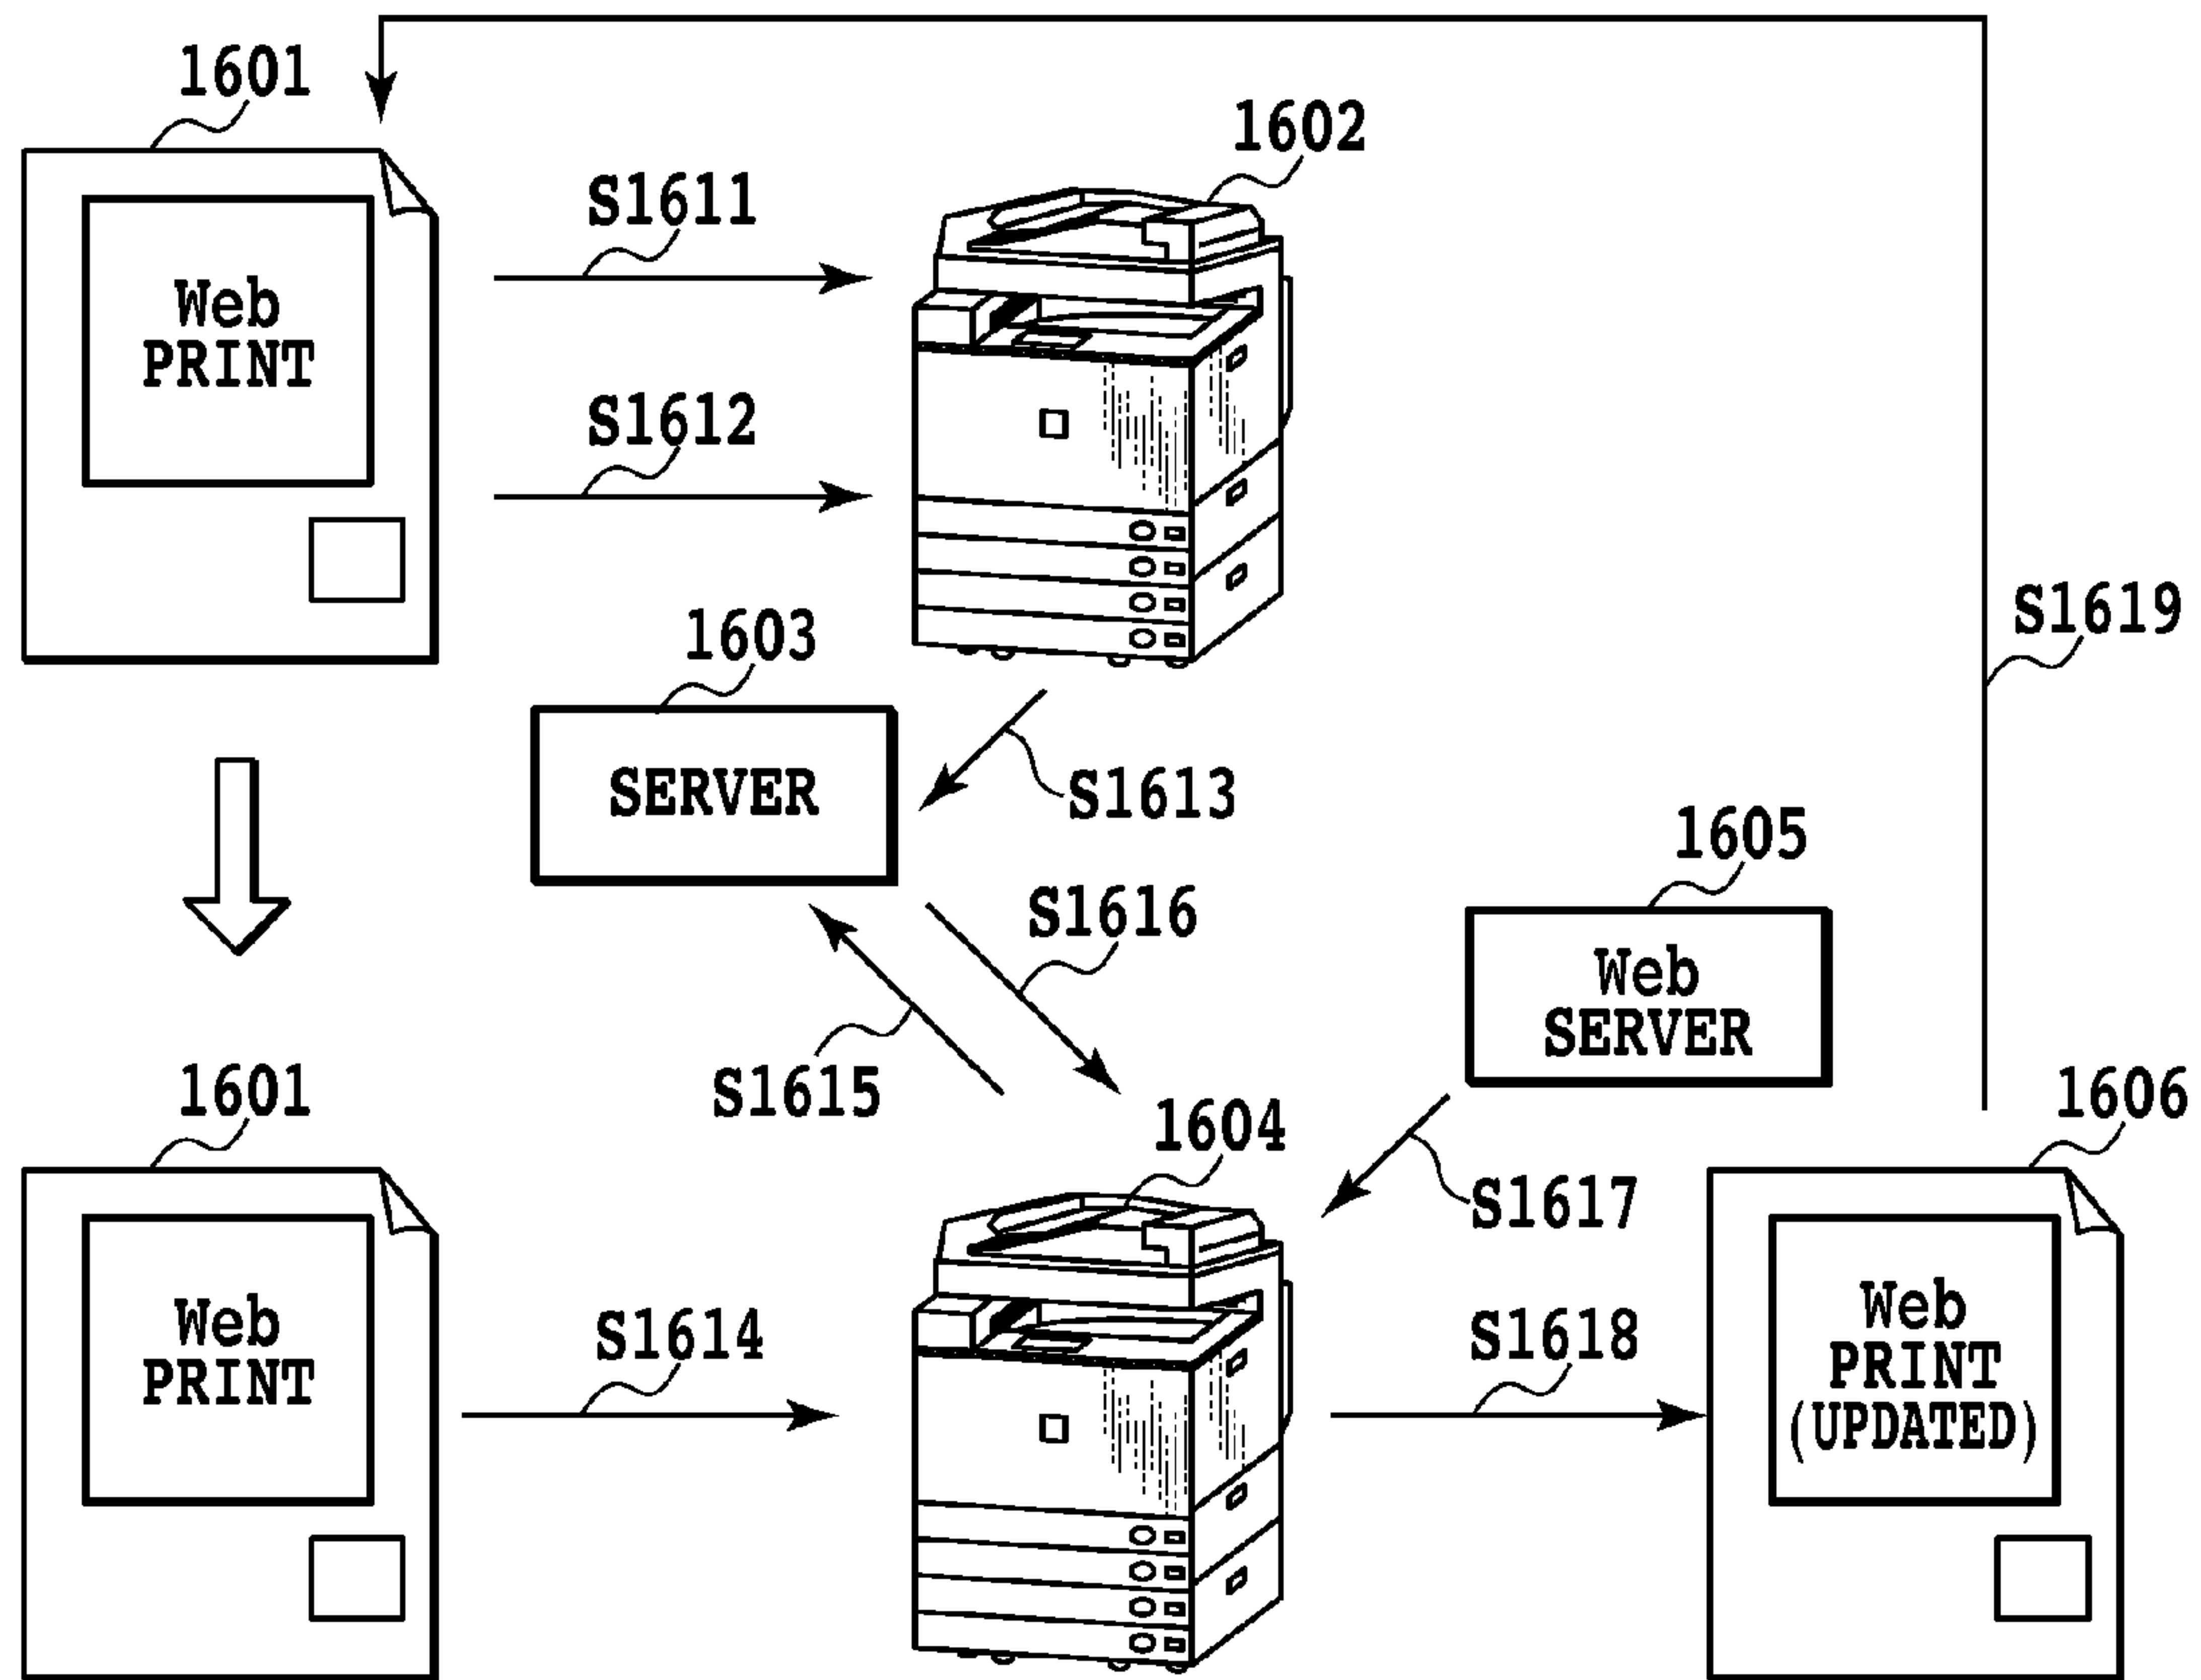 1601
1602
S1611
Web
PRINT
S1612
S1619
1603
SERVER
S1613
1605
S1616
Web
SERVER
S1615
1601
1604
1606
S1617
Web
PRINT
S1614
S1618
Web
PRINT
(UPDATED)